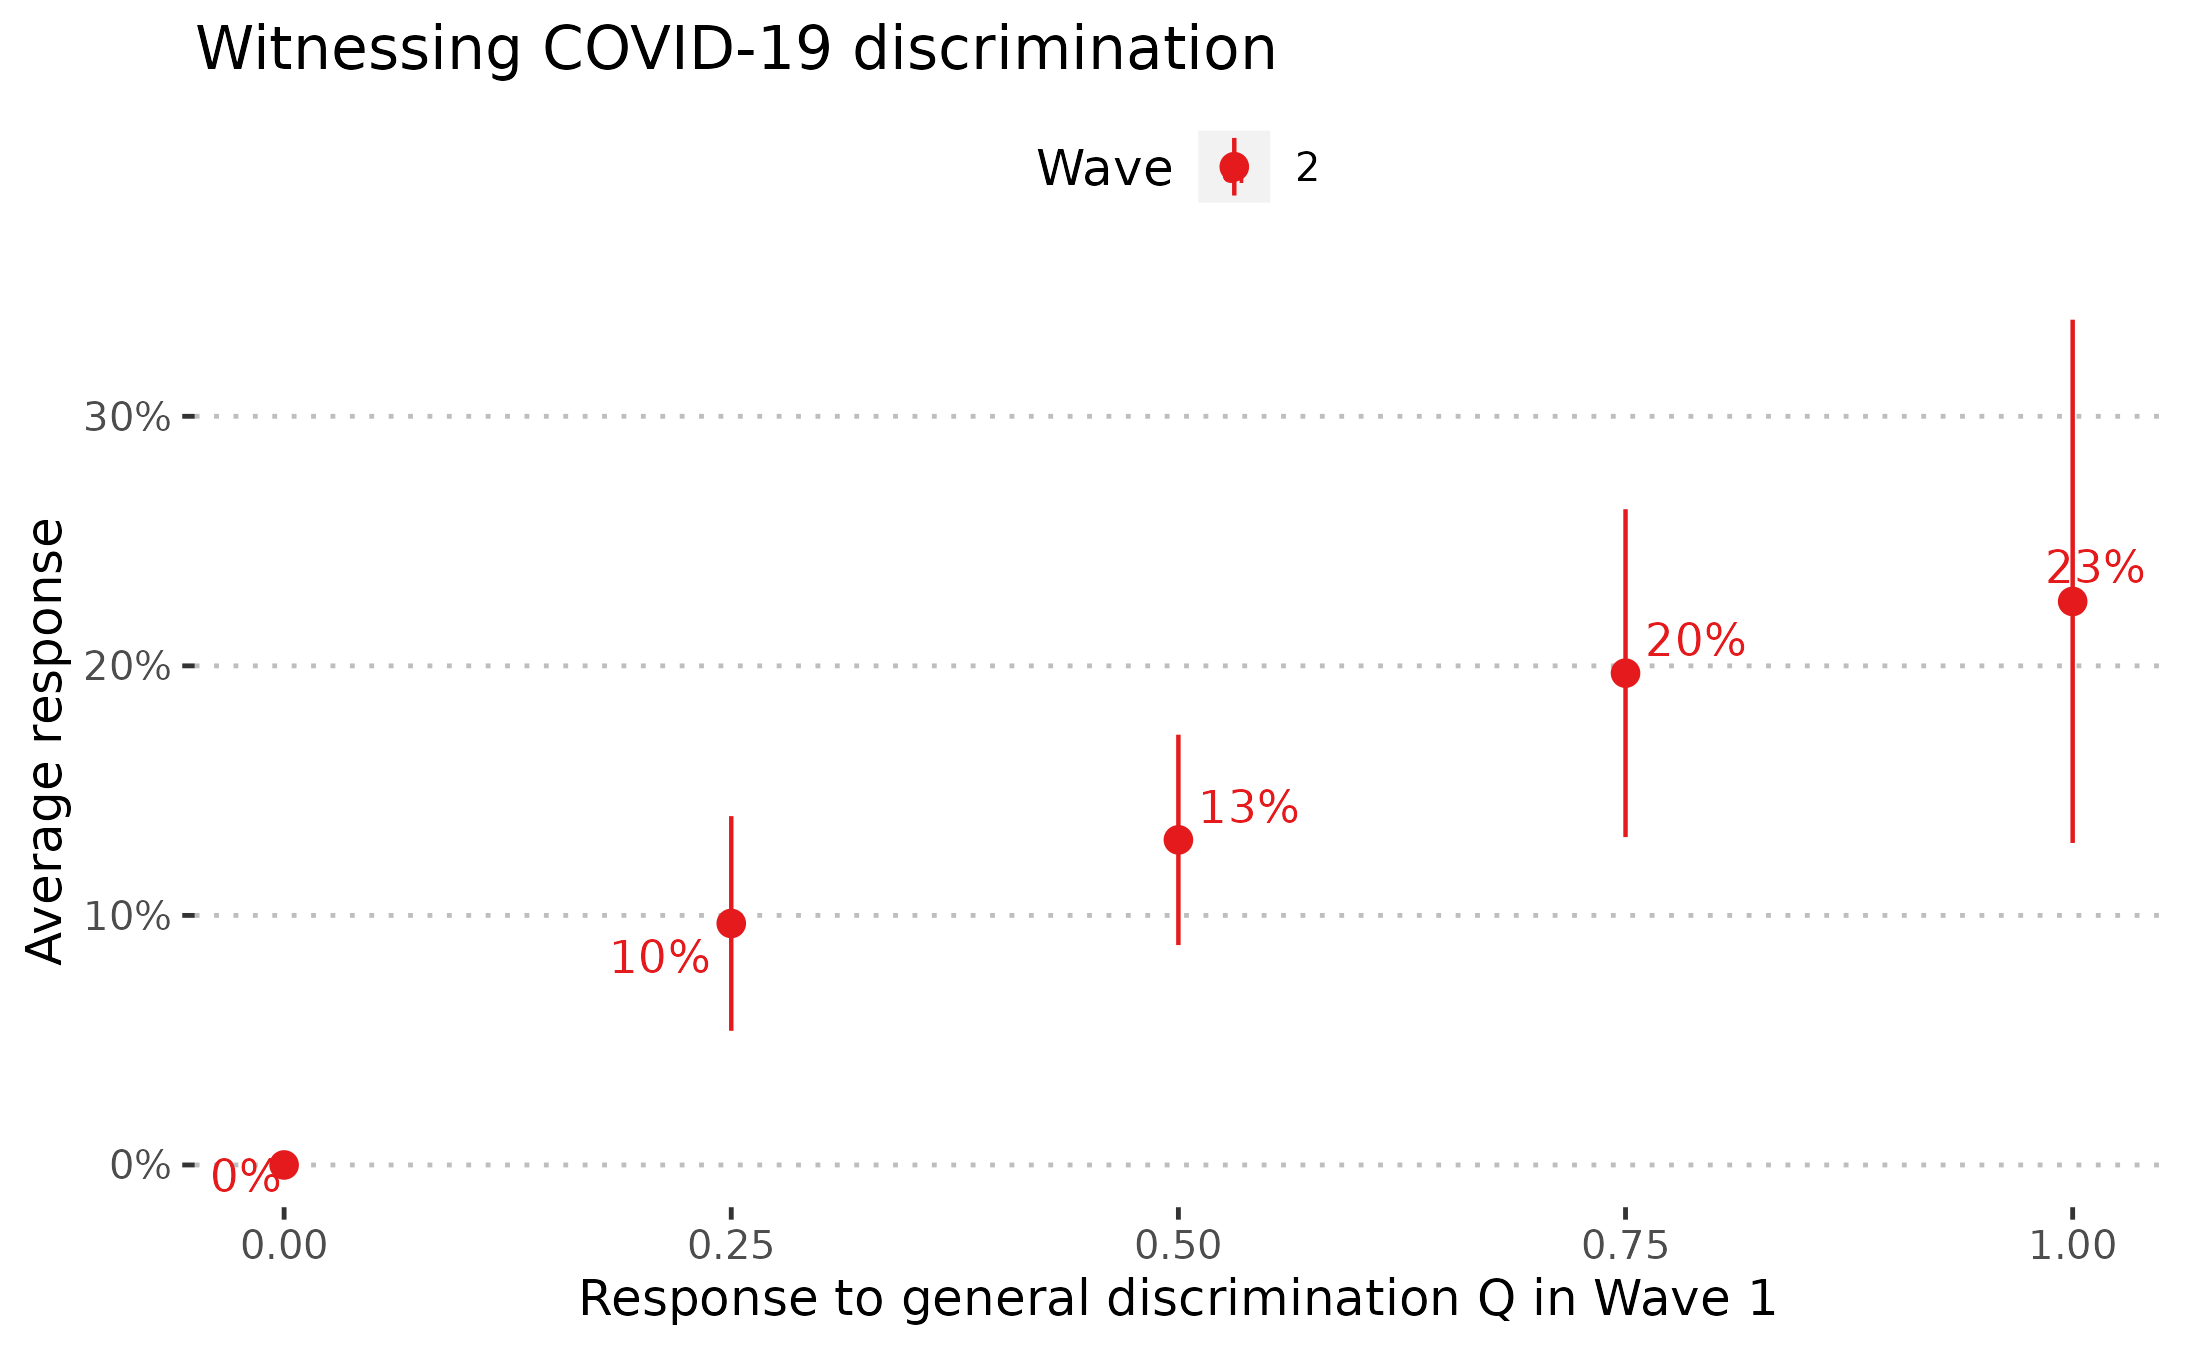 Witnessing COVID-19 discrimination
Wave 2
30%
20%
10%
0%
Average response
0%
10%
13%
20%
23%
0.00 0.25 0.50 0.75 1.00
Response to general discrimination Q in Wave 1